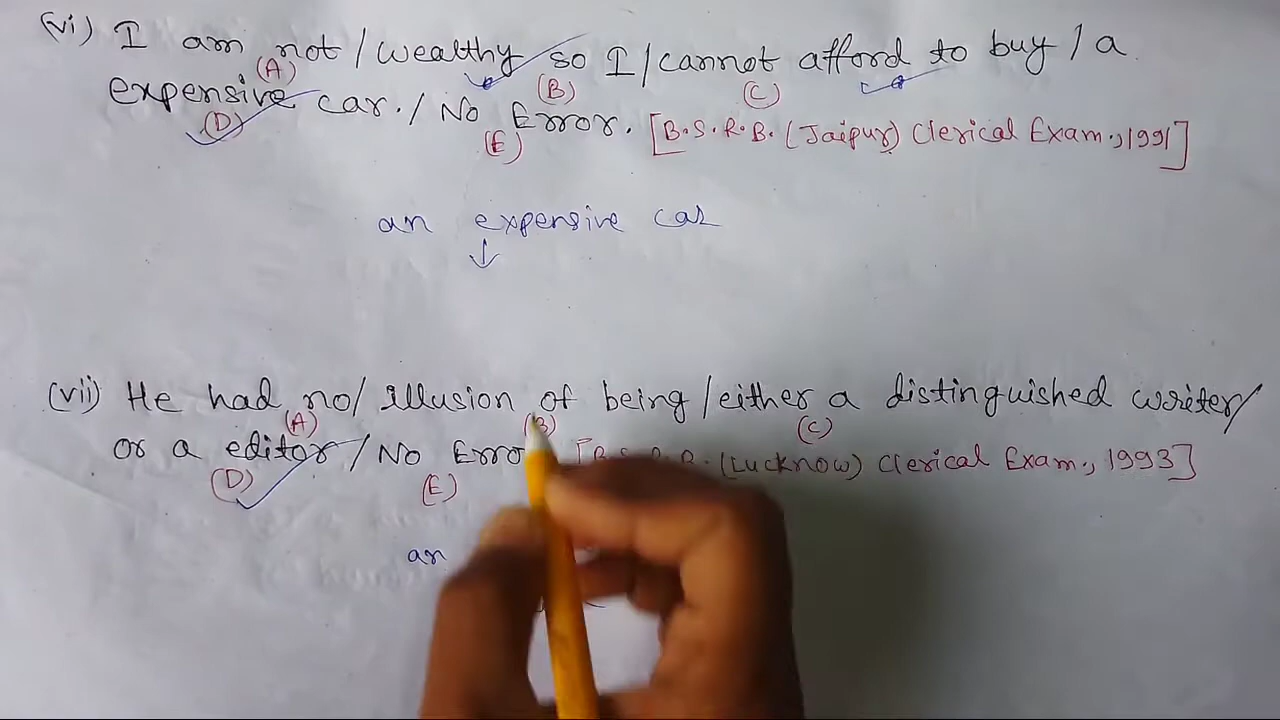 (vi) I am not / wealthy so I / cannot afford to buy / a
(A) (B) (C)
expensive car. / No Error. [B.S.R.B. (Jaipur) Clerical Exam., 1991]
(D) (E)
an expensive car
(vii) He had no / illusion of being / either a distinguished writer /
(A) (B) (C)
or a editor / No Error [B.S.R.B. (Lucknow) Clerical Exam., 1993]
(D) (E)
an